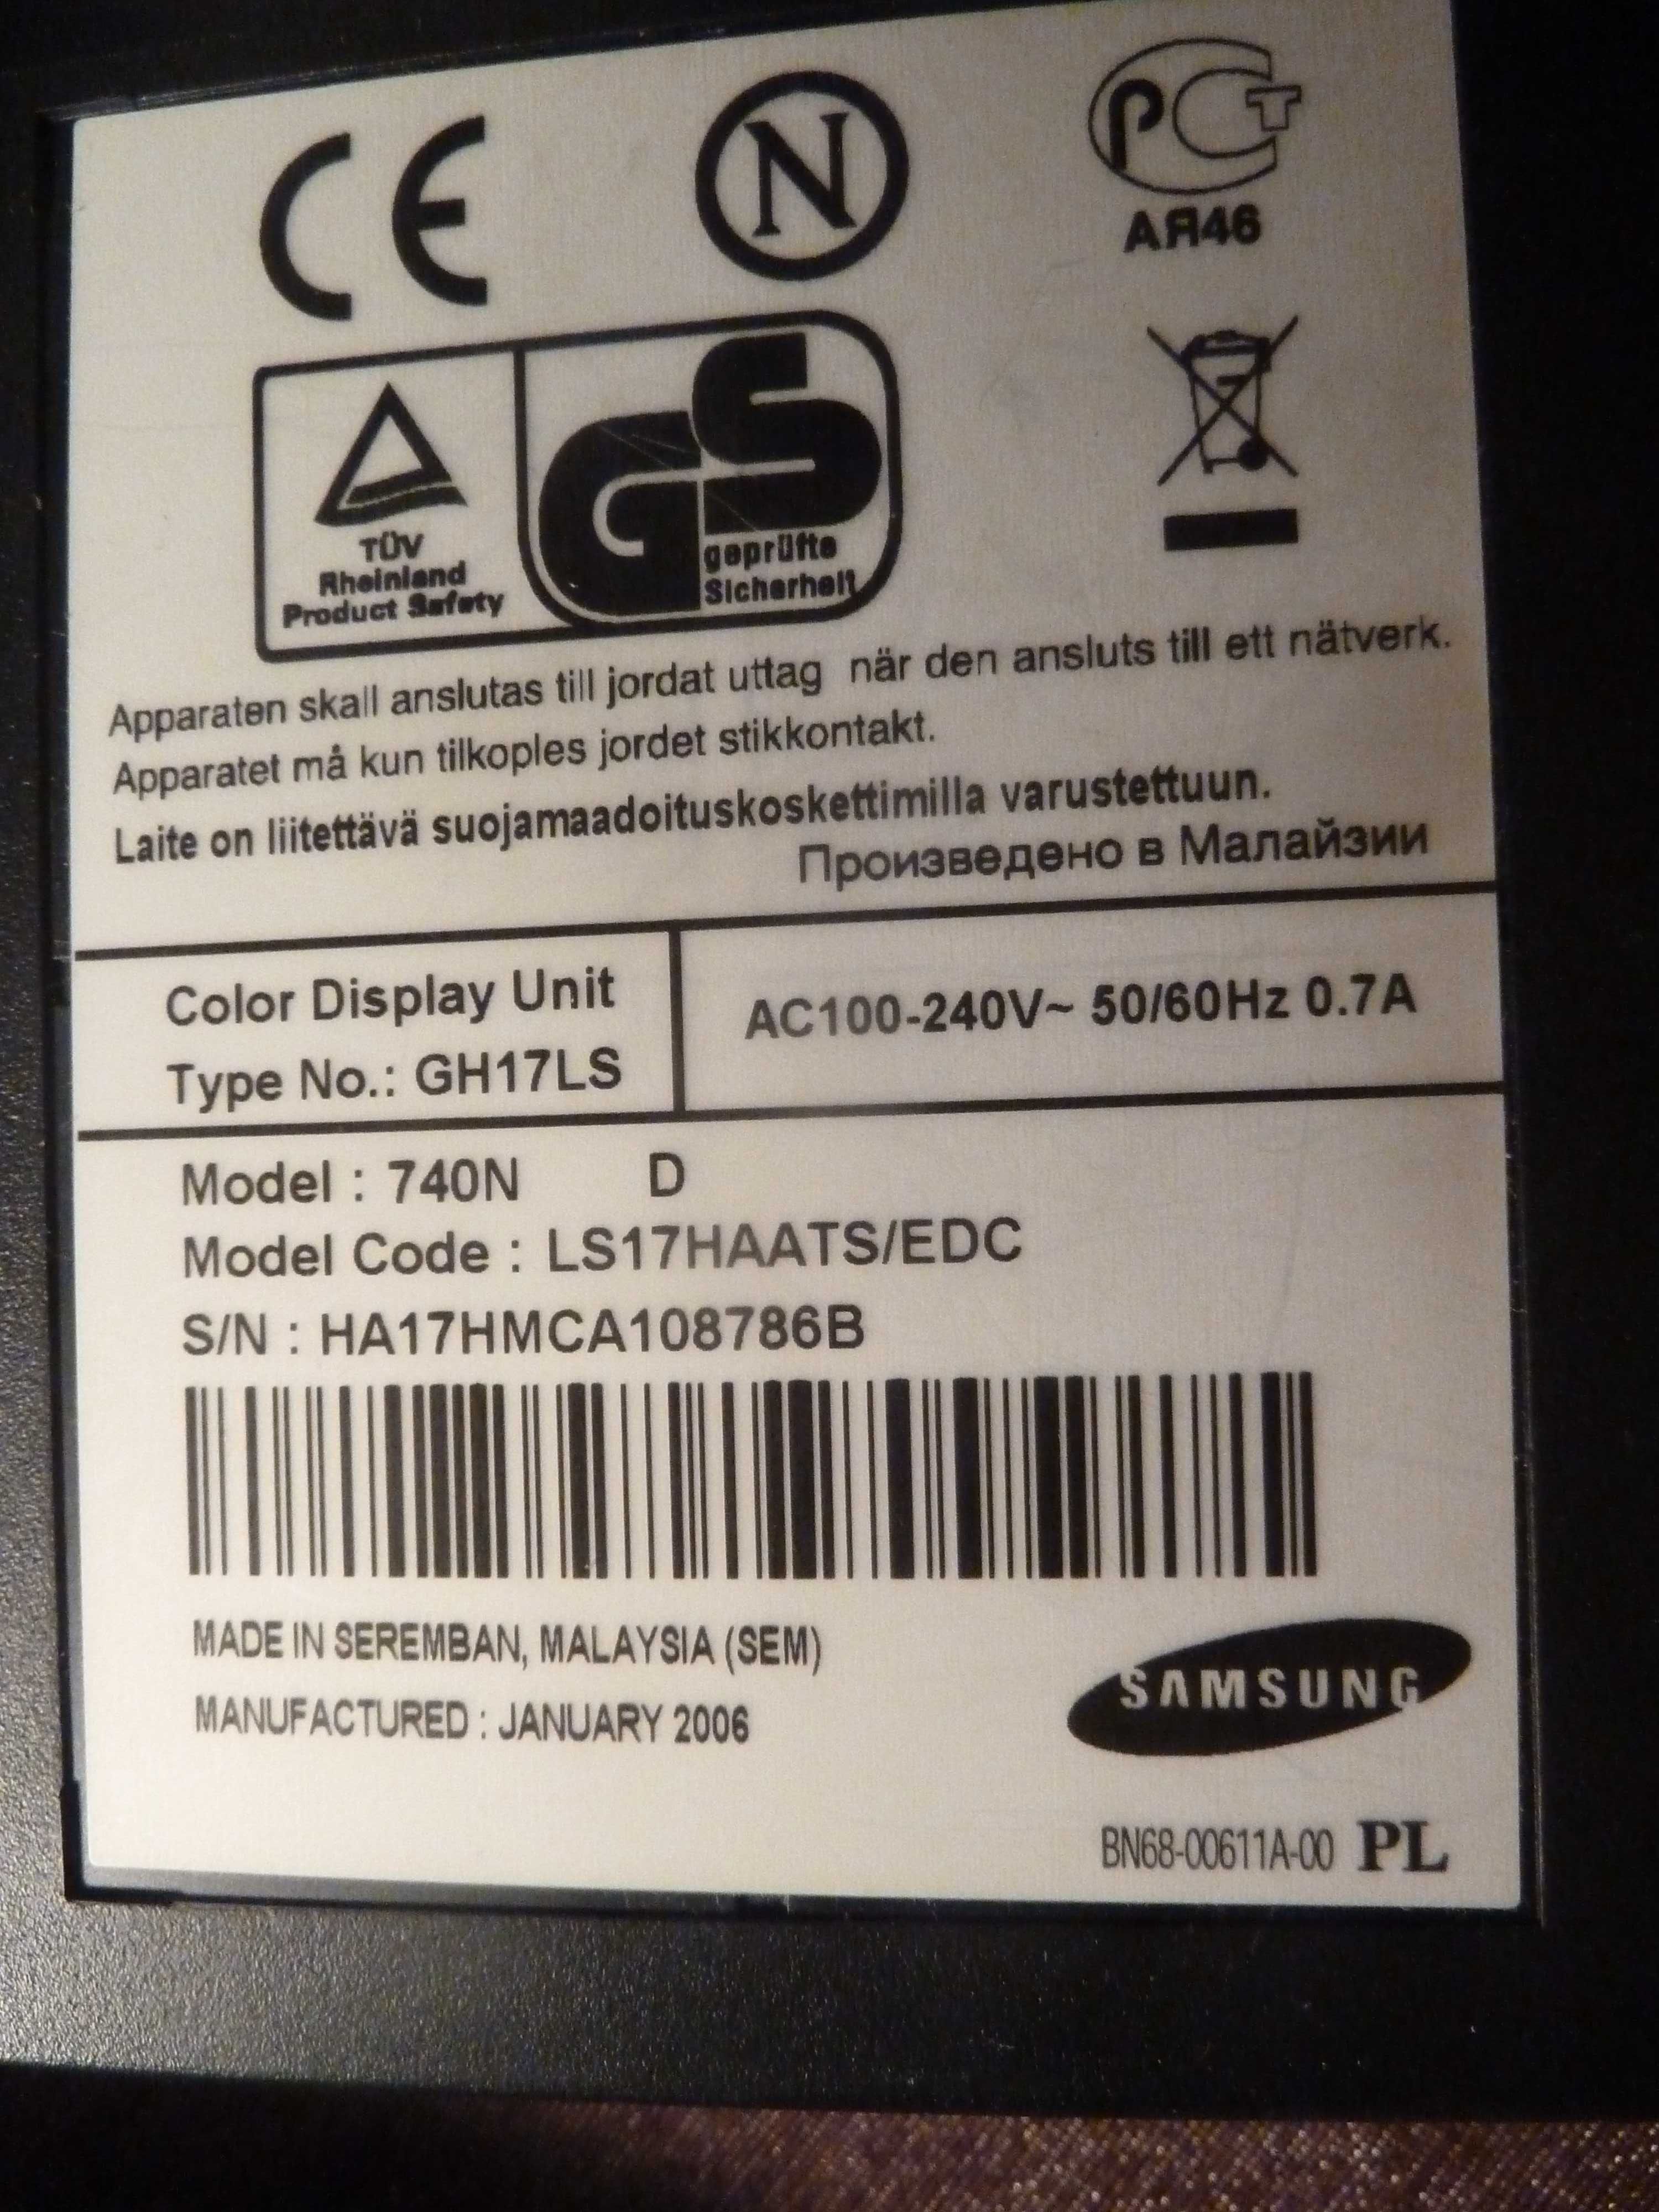 CE
N
РСТ
АЯ46
TÜV
Rheinland
Product Safety
GS
geprüfte
Sicherheit
Apparaten skall anslutas till jordat uttag när den ansluts till ett nätverk.
Apparatet må kun tilkoples jordet stikkontakt.
Laite on liitettävä suojamaadoituskoskettimilla varustettuun.
Произведено в Малайзии
Color Display Unit
Type No.: GH17LS
AC100-240V~ 50/60Hz 0.7A
Model : 740N D
Model Code : LS17HAATS/EDC
S/N : HA17HMCA108786B
MADE IN SEREMBAN, MALAYSIA (SEM)
MANUFACTURED : JANUARY 2006
SAMSUNG
BN68-00611A-00 PL